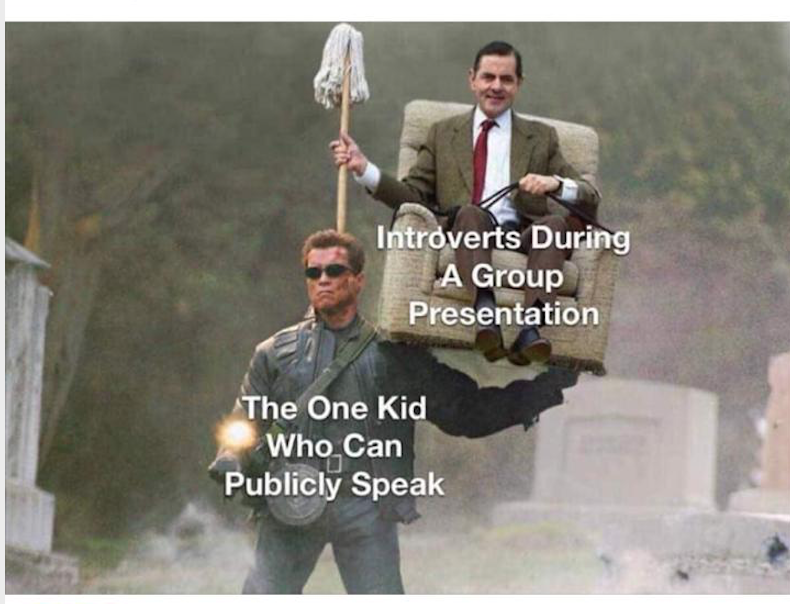 Introverts During
A Group
Presentation
The One Kid
Who Can
Publicly Speak